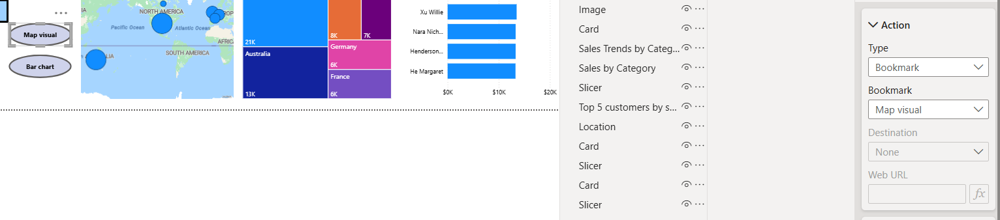 NORTH AMERICA
Pacific Ocean
Atlantic Ocean
SOUTH AMERICA
Map visual
Bar chart
21K
8K
7K
Australia
13K
Germany
6K
France
6K
Xu Willie
Nara Nich...
Henderson...
He Margaret
$0K
$10K
$20K
Image
Card
Sales Trends by Categ...
Sales by Category
Slicer
Top 5 customers by s...
Location
Card
Slicer
Card
Slicer
Action
Type
Bookmark
Bookmark
Map visual
Destination
None
Web URL
fx